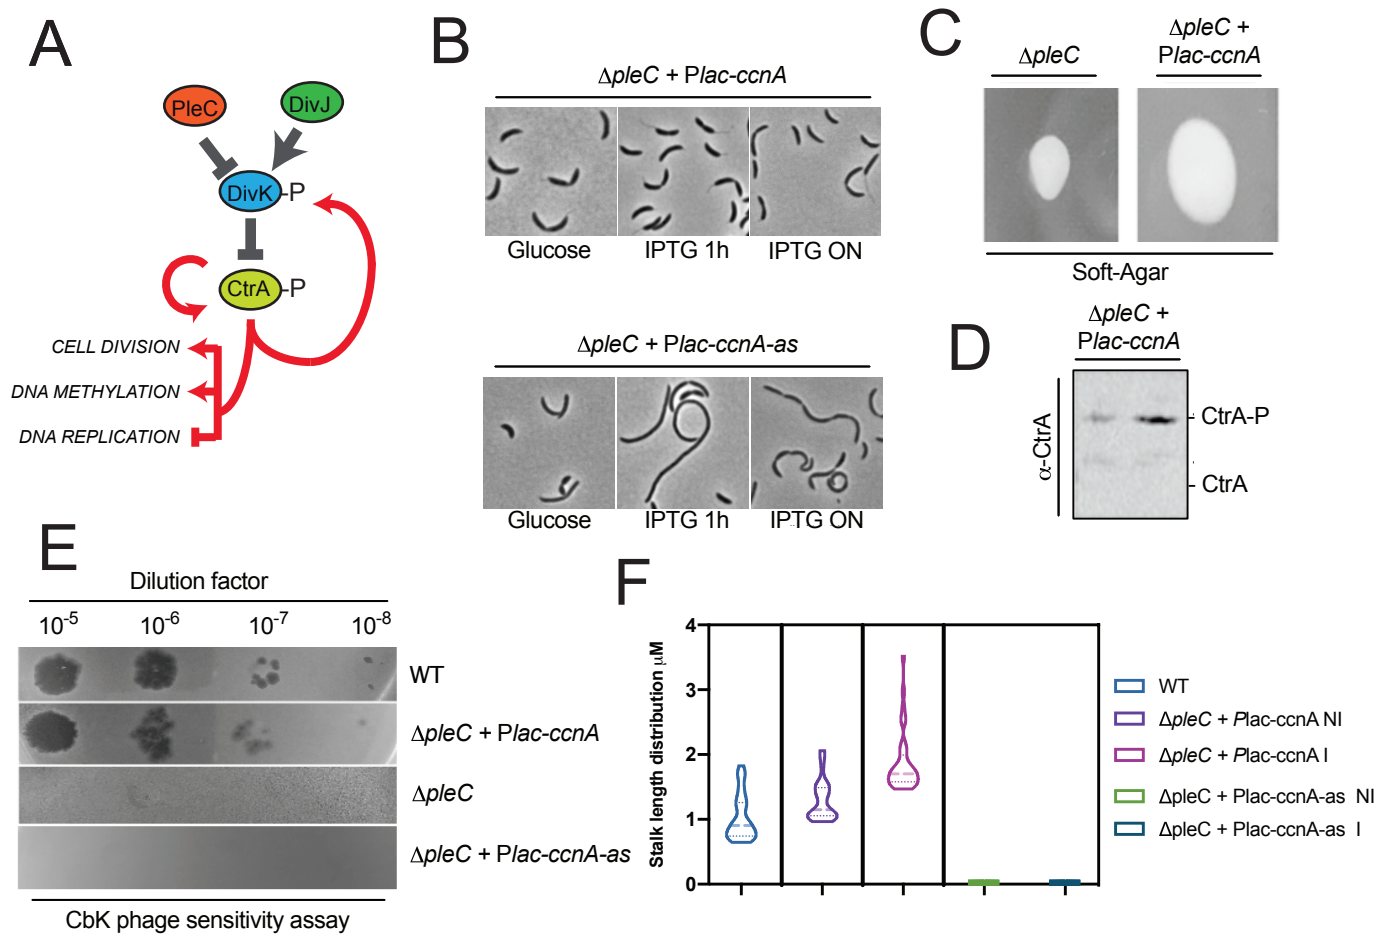 A
PleC
DivJ
DivK
-P
CtrA
-P
CELL DIVISION
DNA METHYLATION
DNA REPLICATION
B
ΔpleC + Plac-ccnA
Glucose
IPTG 1h
IPTG ON
ΔpleC + Plac-ccnA-as
Glucose
IPTG 1h
IPTG ON
C
ΔpleC
ΔpleC +
Plac-ccnA
Soft-Agar
D
ΔpleC +
Plac-ccnA
α-CtrA
CtrA-P
CtrA
E
Dilution factor
10⁻⁵ 10⁻⁶ 10⁻⁷ 10⁻⁸
WT
ΔpleC + Plac-ccnA
ΔpleC
ΔpleC + Plac-ccnA-as
CbK phage sensitivity assay
F
Stalk length distribution μM
4
3
2
1
0
WT
ΔpleC + Plac-ccnA NI
ΔpleC + Plac-ccnA I
ΔpleC + Plac-ccnA-as NI
ΔpleC + Plac-ccnA-as I